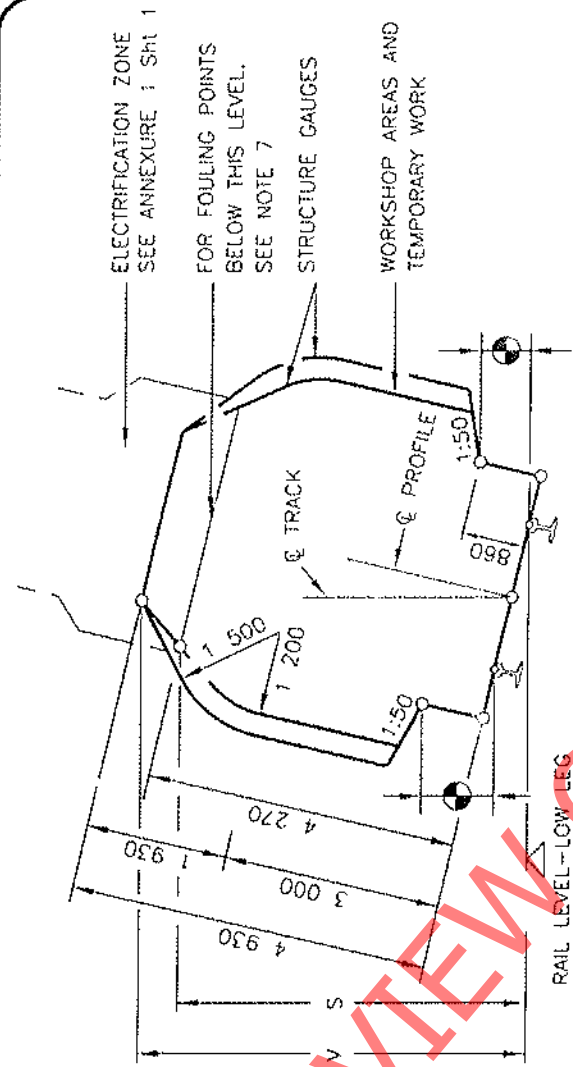 ELECTRIFICATION ZONE
SEE ANNEXURE 1 Sht 1
FOR FOULING POINTS
BELOW THIS LEVEL.
SEE NOTE 7
STRUCTURE GAUGES
WORKSHOP AREAS AND
TEMPORARY WORK
1 500
1 200
℄ TRACK
℄ PROFILE
1:50
1:50
860
4 270
1 930
3 000
4 930
S
V
RAIL LEVEL-LOW LEG
VIEW